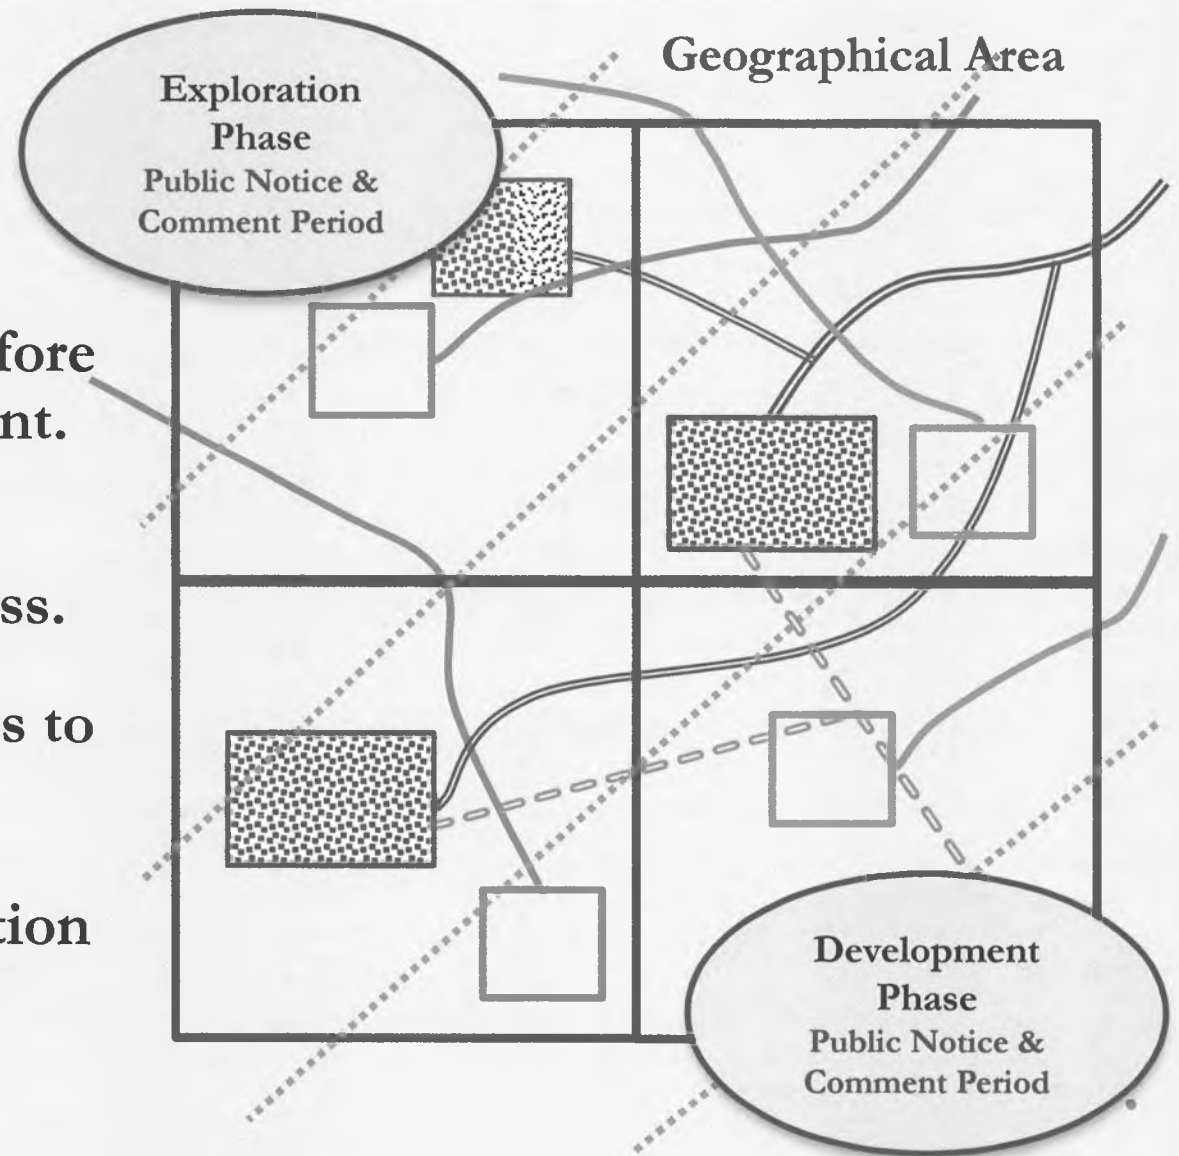 Geographical Area
Exploration
Phase
Public Notice &
Comment Period
fore
nt.
ss.
s to
tion
Development
Phase
Public Notice &
Comment Period